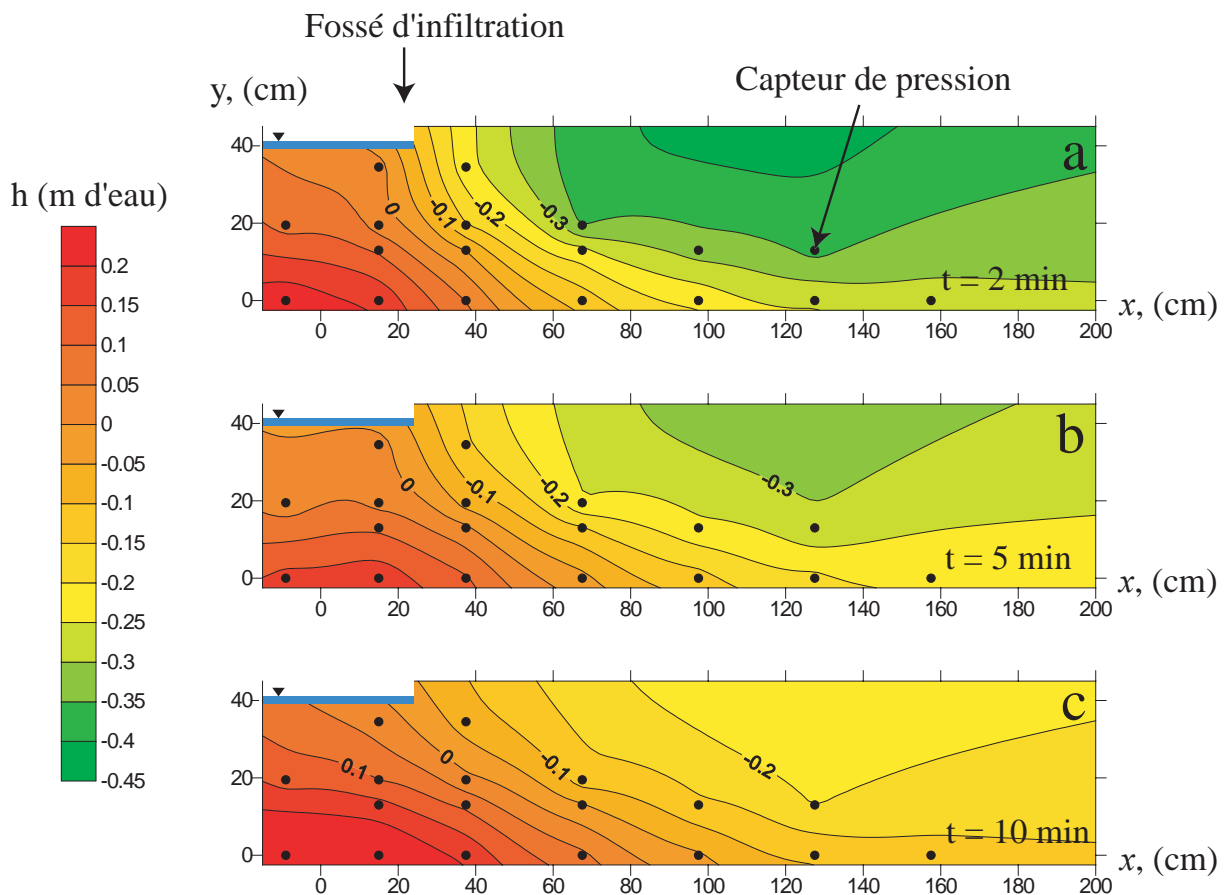 Fossé d'infiltration
y, (cm)
Capteur de pression
h (m d'eau)
0.2
0.15
0.1
0.05
0
-0.05
-0.1
-0.15
-0.2
-0.25
-0.3
-0.35
-0.4
-0.45
40
20
0
0
-0.1
-0.2
-0.3
a
t = 2 min
0 20 40 60 80 100 120 140 160 180 200
x, (cm)
40
20
0
0
-0.1
-0.2
-0.3
b
t = 5 min
0 20 40 60 80 100 120 140 160 180 200
x, (cm)
40
20
0
0.1
0
-0.1
-0.2
c
t = 10 min
0 20 40 60 80 100 120 140 160 180 200
x, (cm)